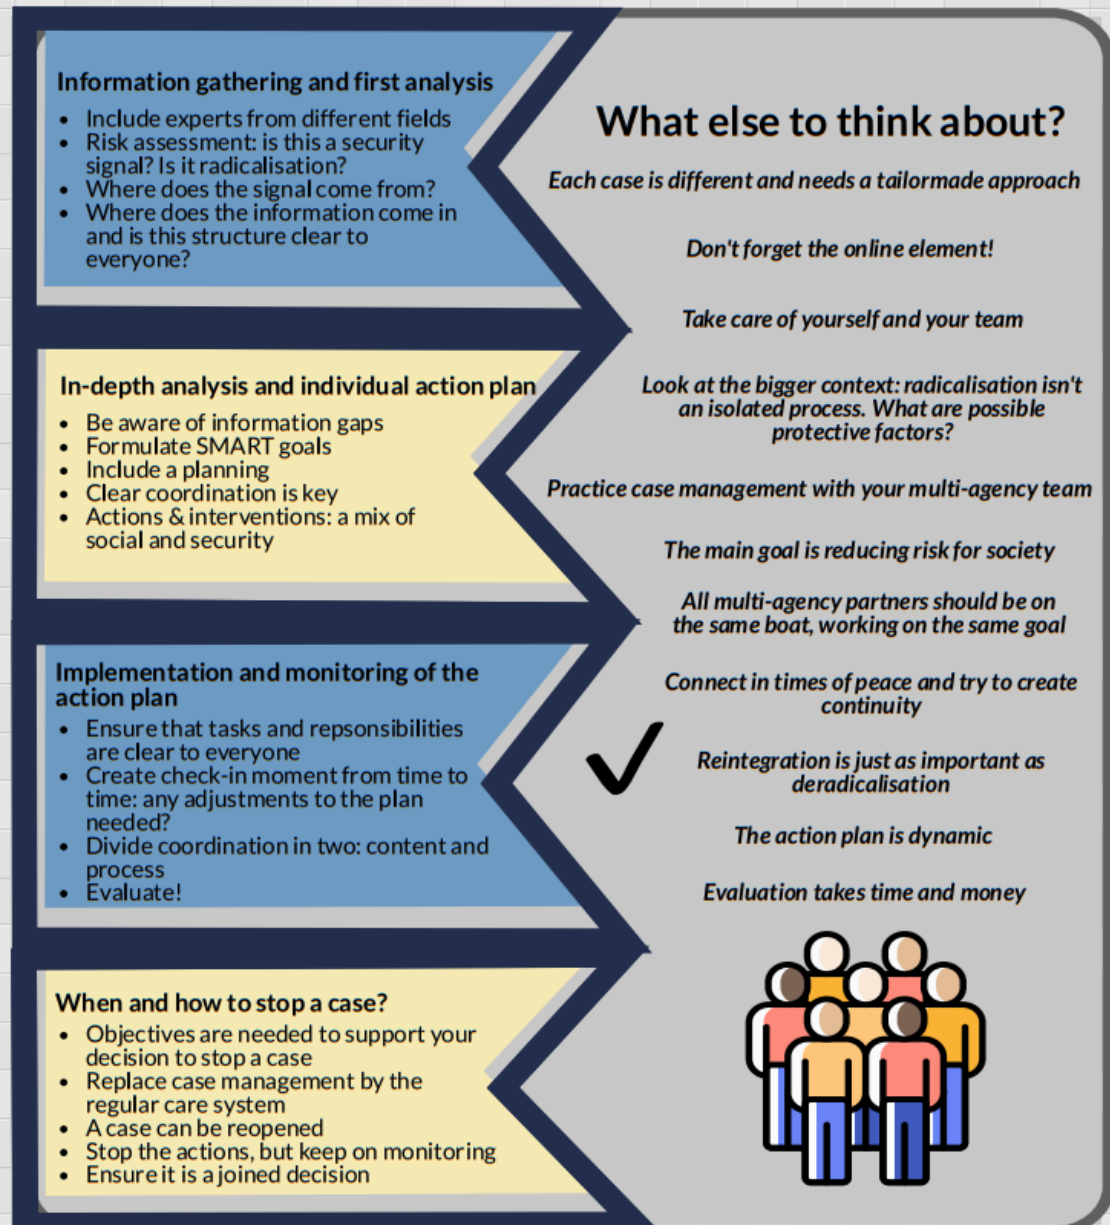 Information gathering and first analysis
• Include experts from different fields
• Risk assessment: is this a security
signal? Is it radicalisation?
• Where does the signal come from?
• Where does the information come in
and is this structure clear to
everyone?
In-depth analysis and individual action plan
• Be aware of information gaps
• Formulate SMART goals
• Include a planning
• Clear coordination is key
• Actions & interventions: a mix of
social and security
Implementation and monitoring of the
action plan
• Ensure that tasks and repsonsibilities
are clear to everyone
• Create check-in moment from time to
time: any adjustments to the plan
needed?
• Divide coordination in two: content and
process
• Evaluate!
When and how to stop a case?
• Objectives are needed to support your
decision to stop a case
• Replace case management by the
regular care system
• A case can be reopened
• Stop the actions, but keep on monitoring
• Ensure it is a joined decision
What else to think about?
Each case is different and needs a tailormade approach
Don't forget the online element!
Take care of yourself and your team
Look at the bigger context: radicalisation isn't
an isolated process. What are possible
protective factors?
Practice case management with your multi-agency team
The main goal is reducing risk for society
All multi-agency partners should be on
the same boat, working on the same goal
Connect in times of peace and try to create
continuity
Reintegration is just as important as
deradicalisation
The action plan is dynamic
Evaluation takes time and money